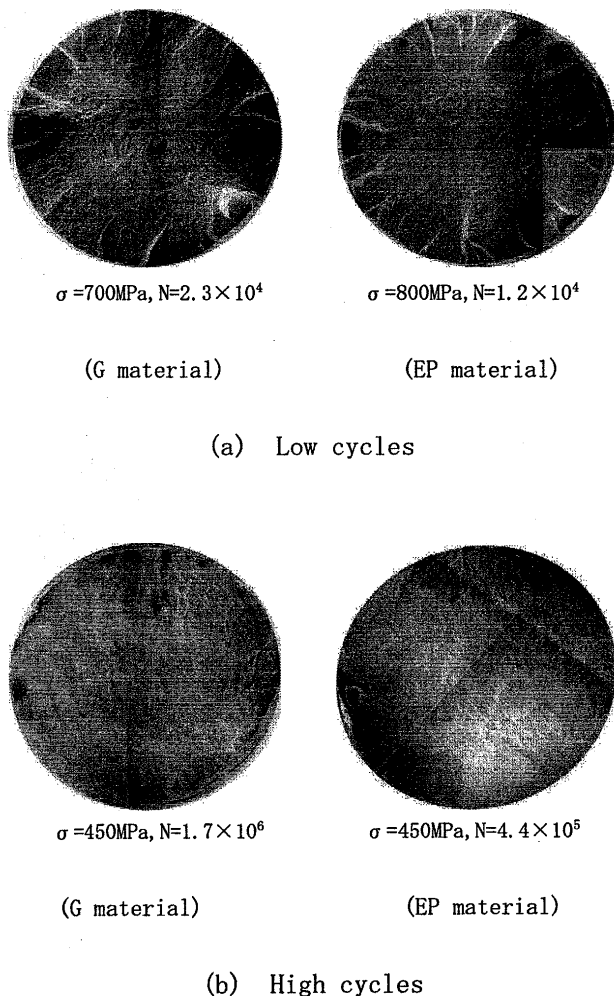 σ=700MPa, N=2.3×10⁴ σ=800MPa, N=1.2×10⁴
(G material) (EP material)
(a) Low cycles
σ=450MPa, N=1.7×10⁶ σ=450MPa, N=4.4×10⁵
(G material) (EP material)
(b) High cycles